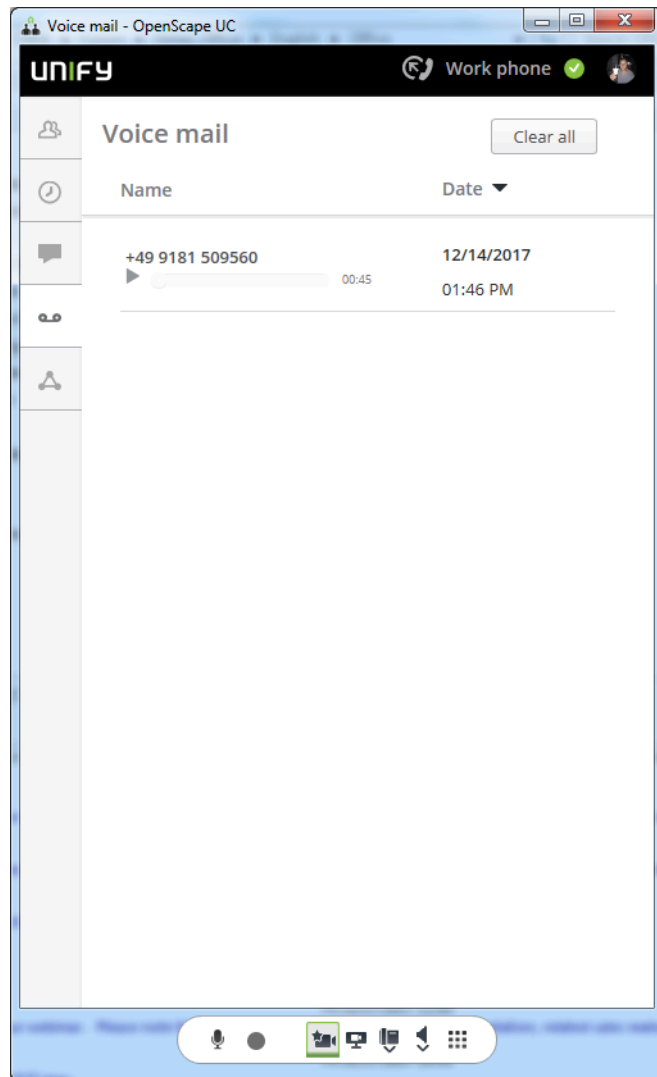 Voice mail - OpenScape UC
UNIFY
Work phone
Voice mail
Clear all
Name
Date
+49 9181 509560
12/14/2017
00:45
01:46 PM